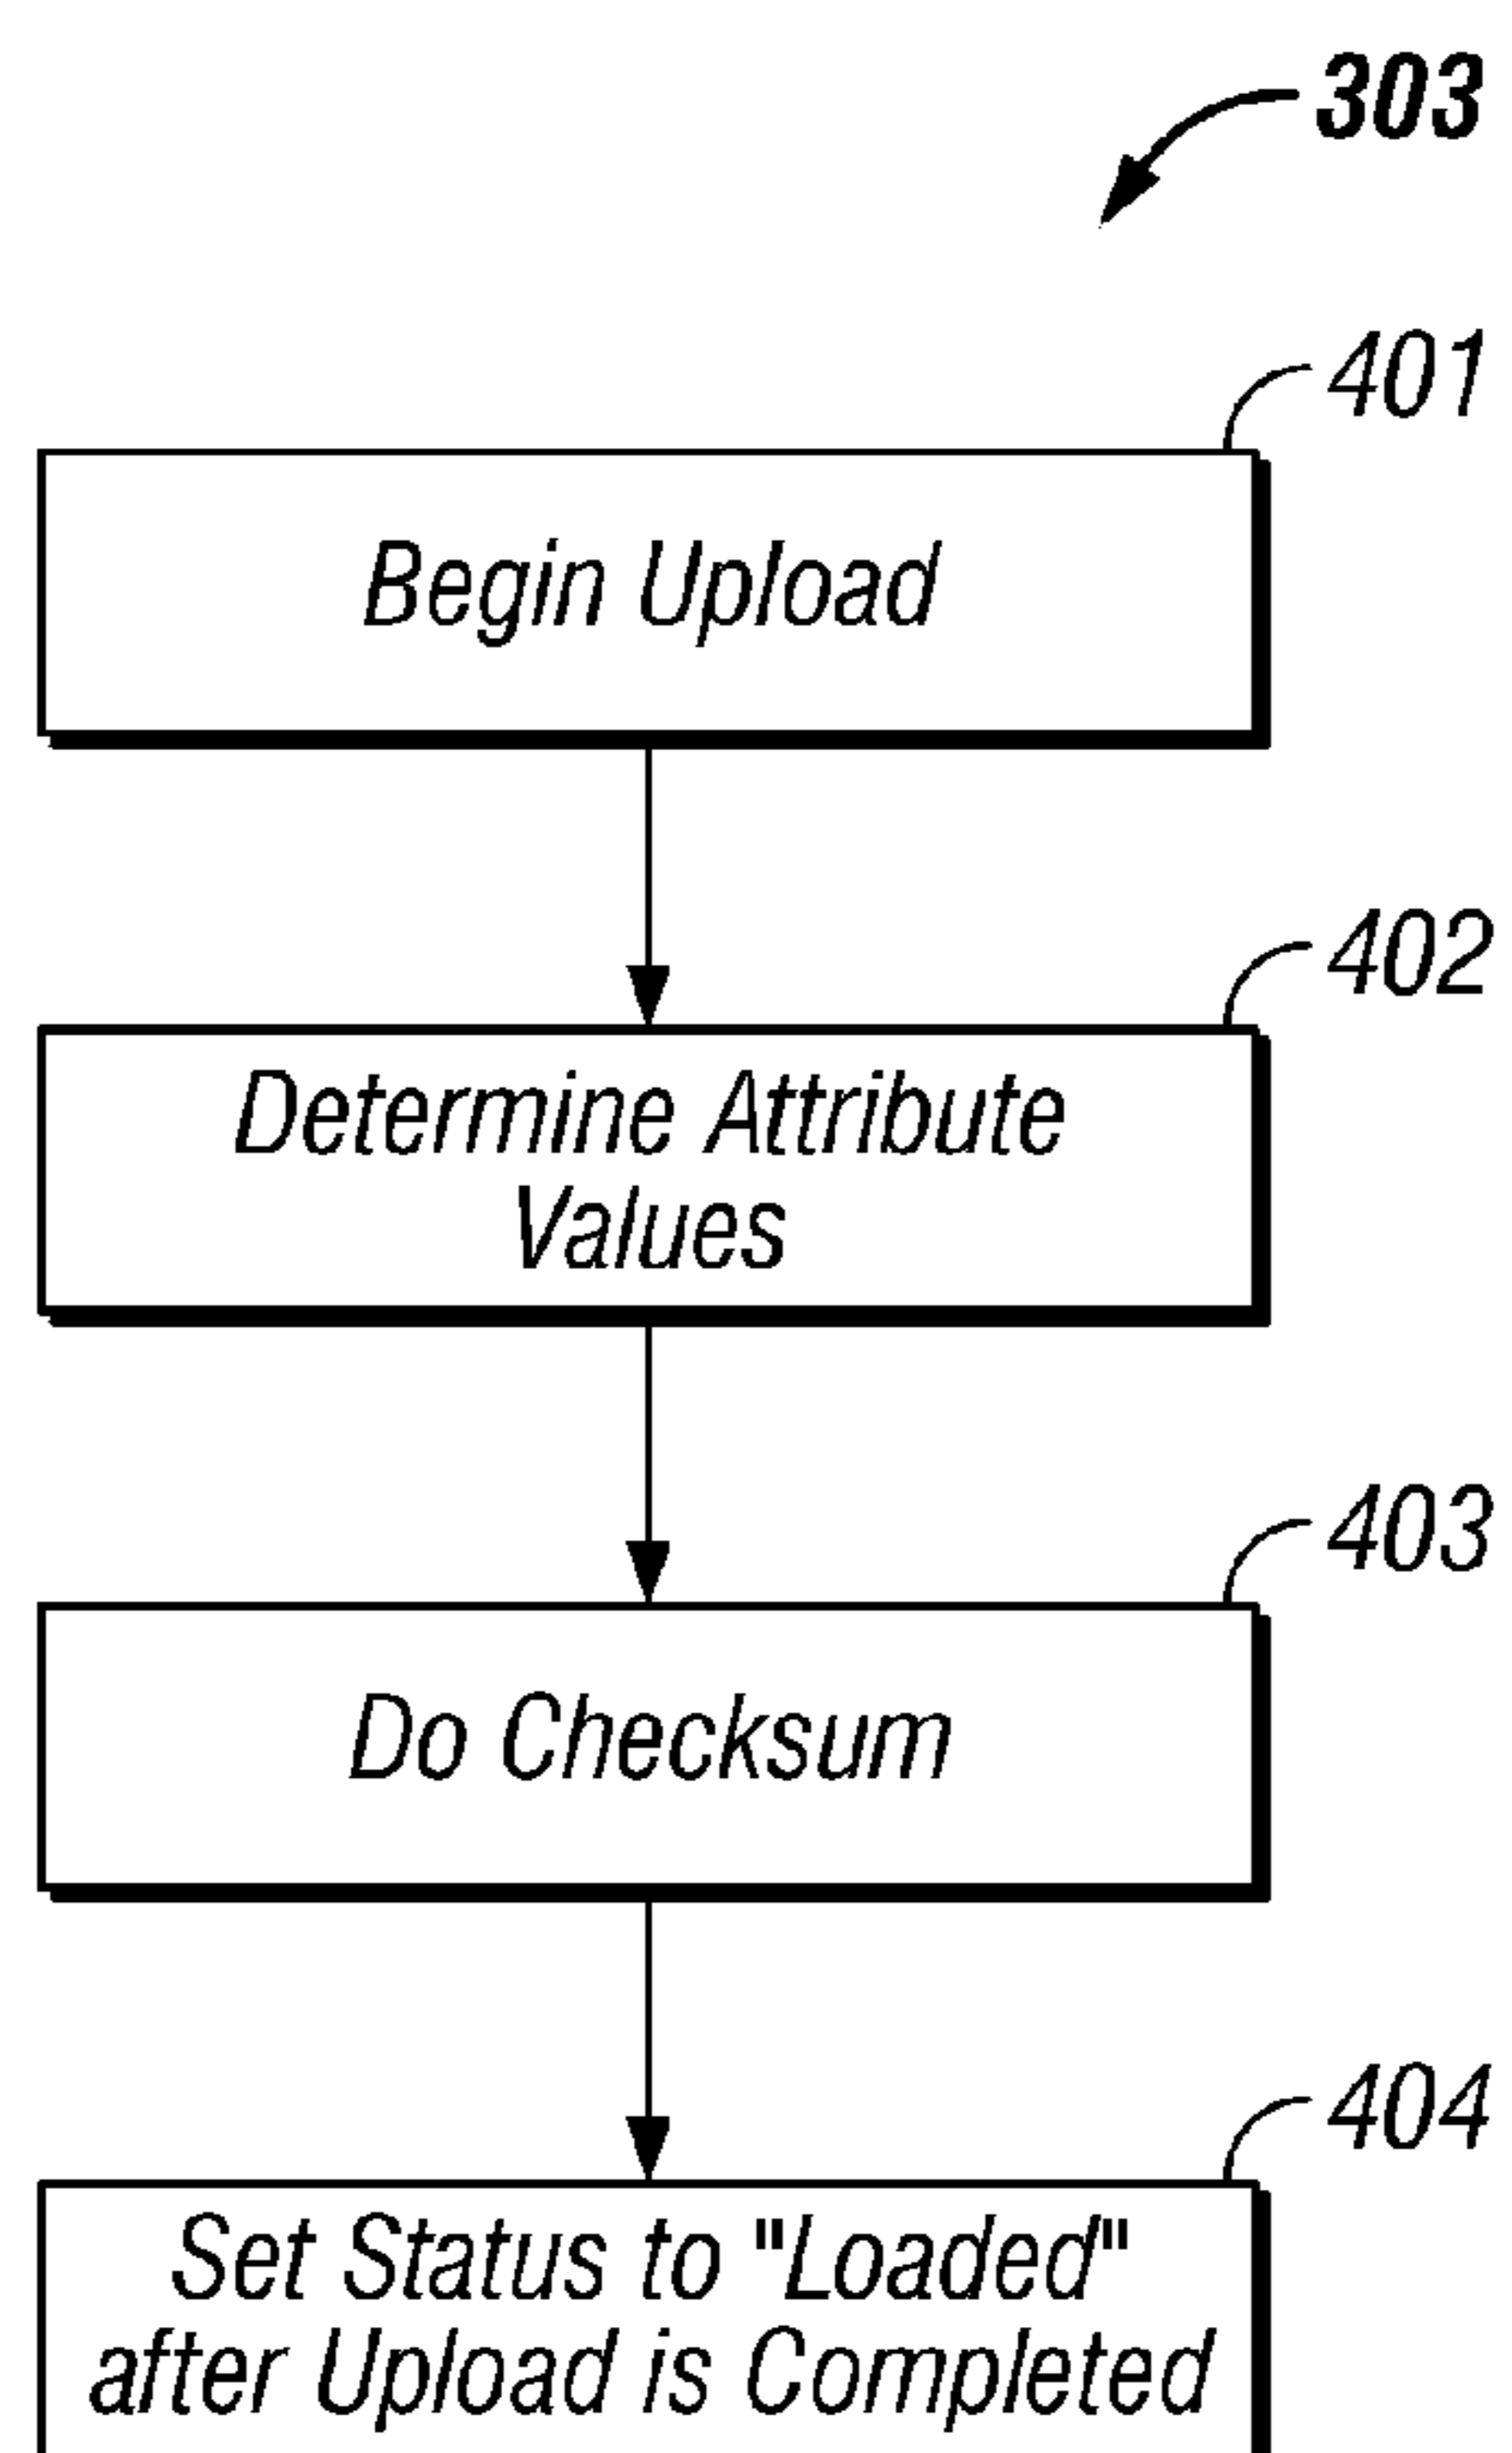 303
401
Begin Upload
402
Determine Attribute
Values
403
Do Checksum
404
Set Status to "Loaded"
after Upload is Completed